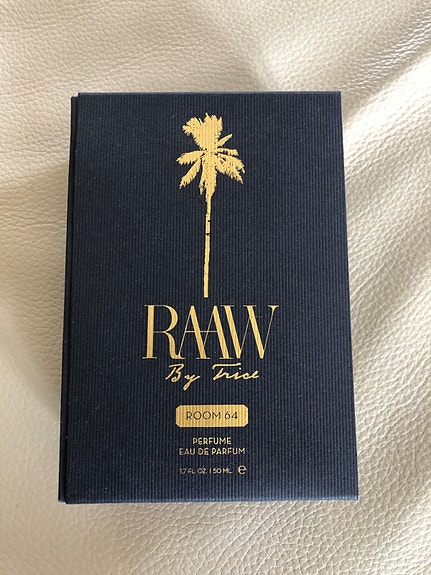 RAAW
By Trice
ROOM 64
PERFUME
EAU DE PARFUM
1.7 FL OZ. | 50 ML ℮